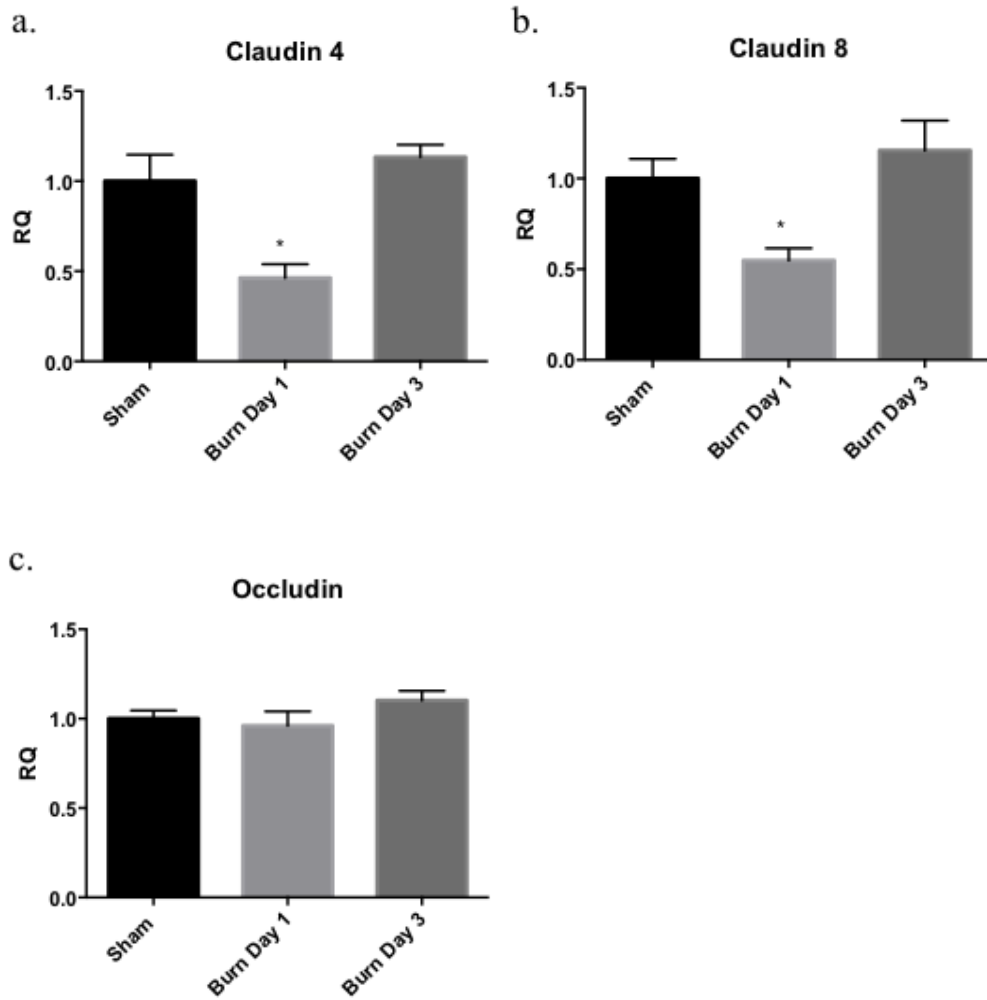 a.
Claudin 4
RQ
1.5
1.0
0.5
0.0
*
Sham
Burn Day 1
Burn Day 3
b.
Claudin 8
RQ
1.5
1.0
0.5
0.0
*
Sham
Burn Day 1
Burn Day 3
c.
Occludin
RQ
1.5
1.0
0.5
0.0
Sham
Burn Day 1
Burn Day 3